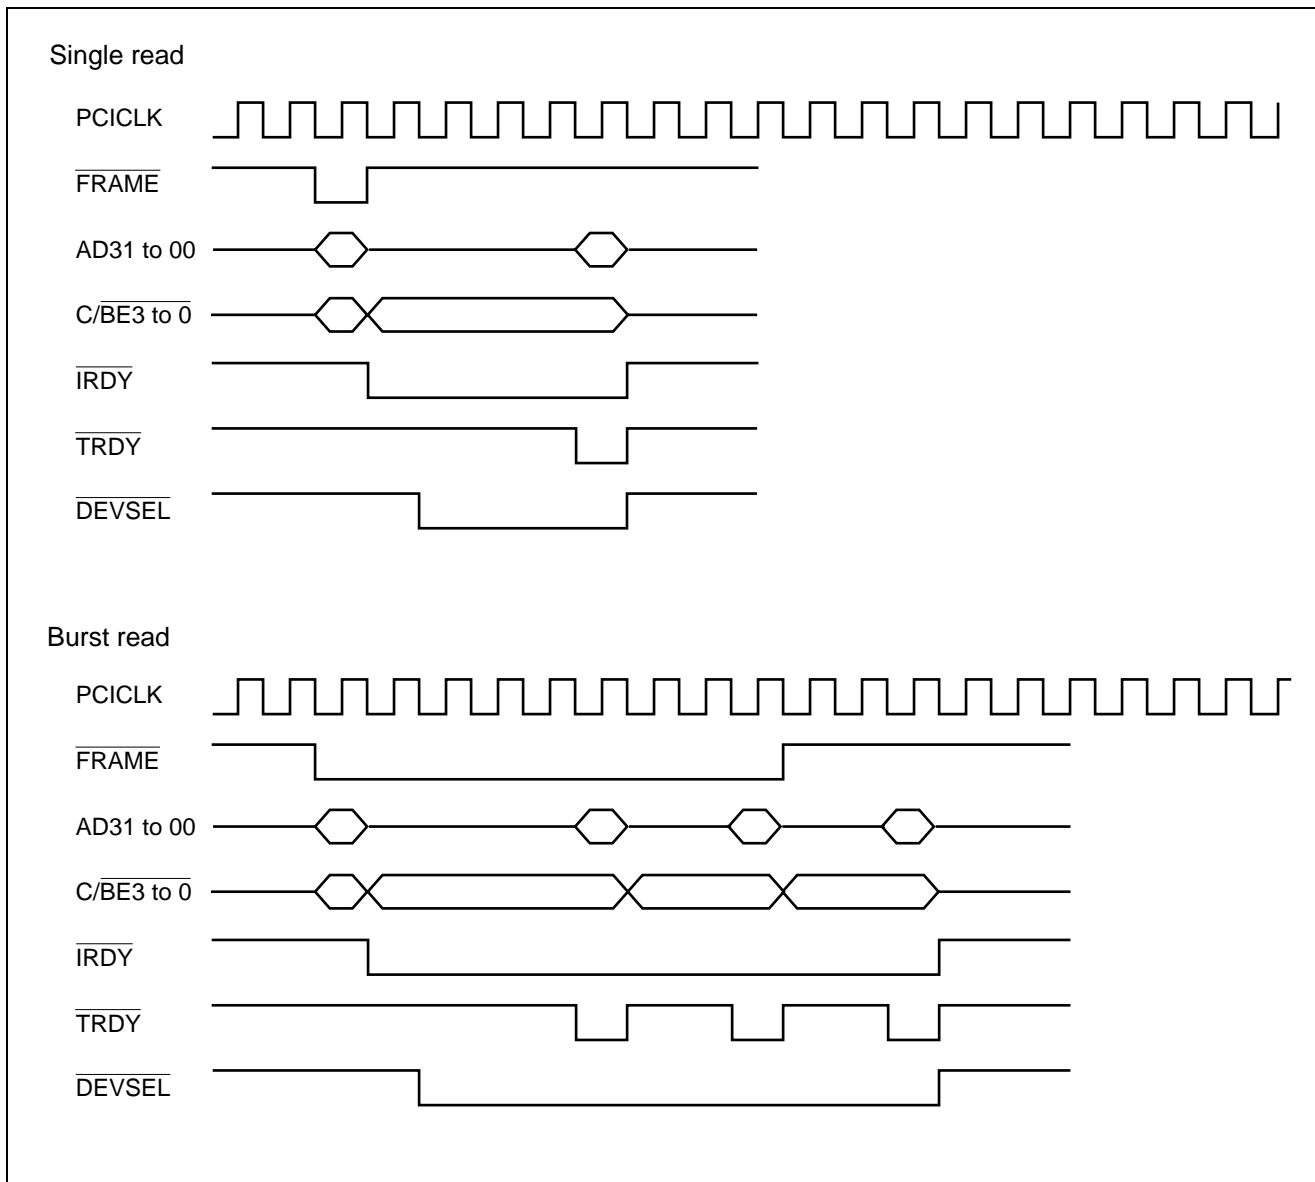 Single read
PCICLK
FRAME
AD31 to 00
C/BE3 to 0
IRDY
TRDY
DEVSEL
Burst read
PCICLK
FRAME
AD31 to 00
C/BE3 to 0
IRDY
TRDY
DEVSEL